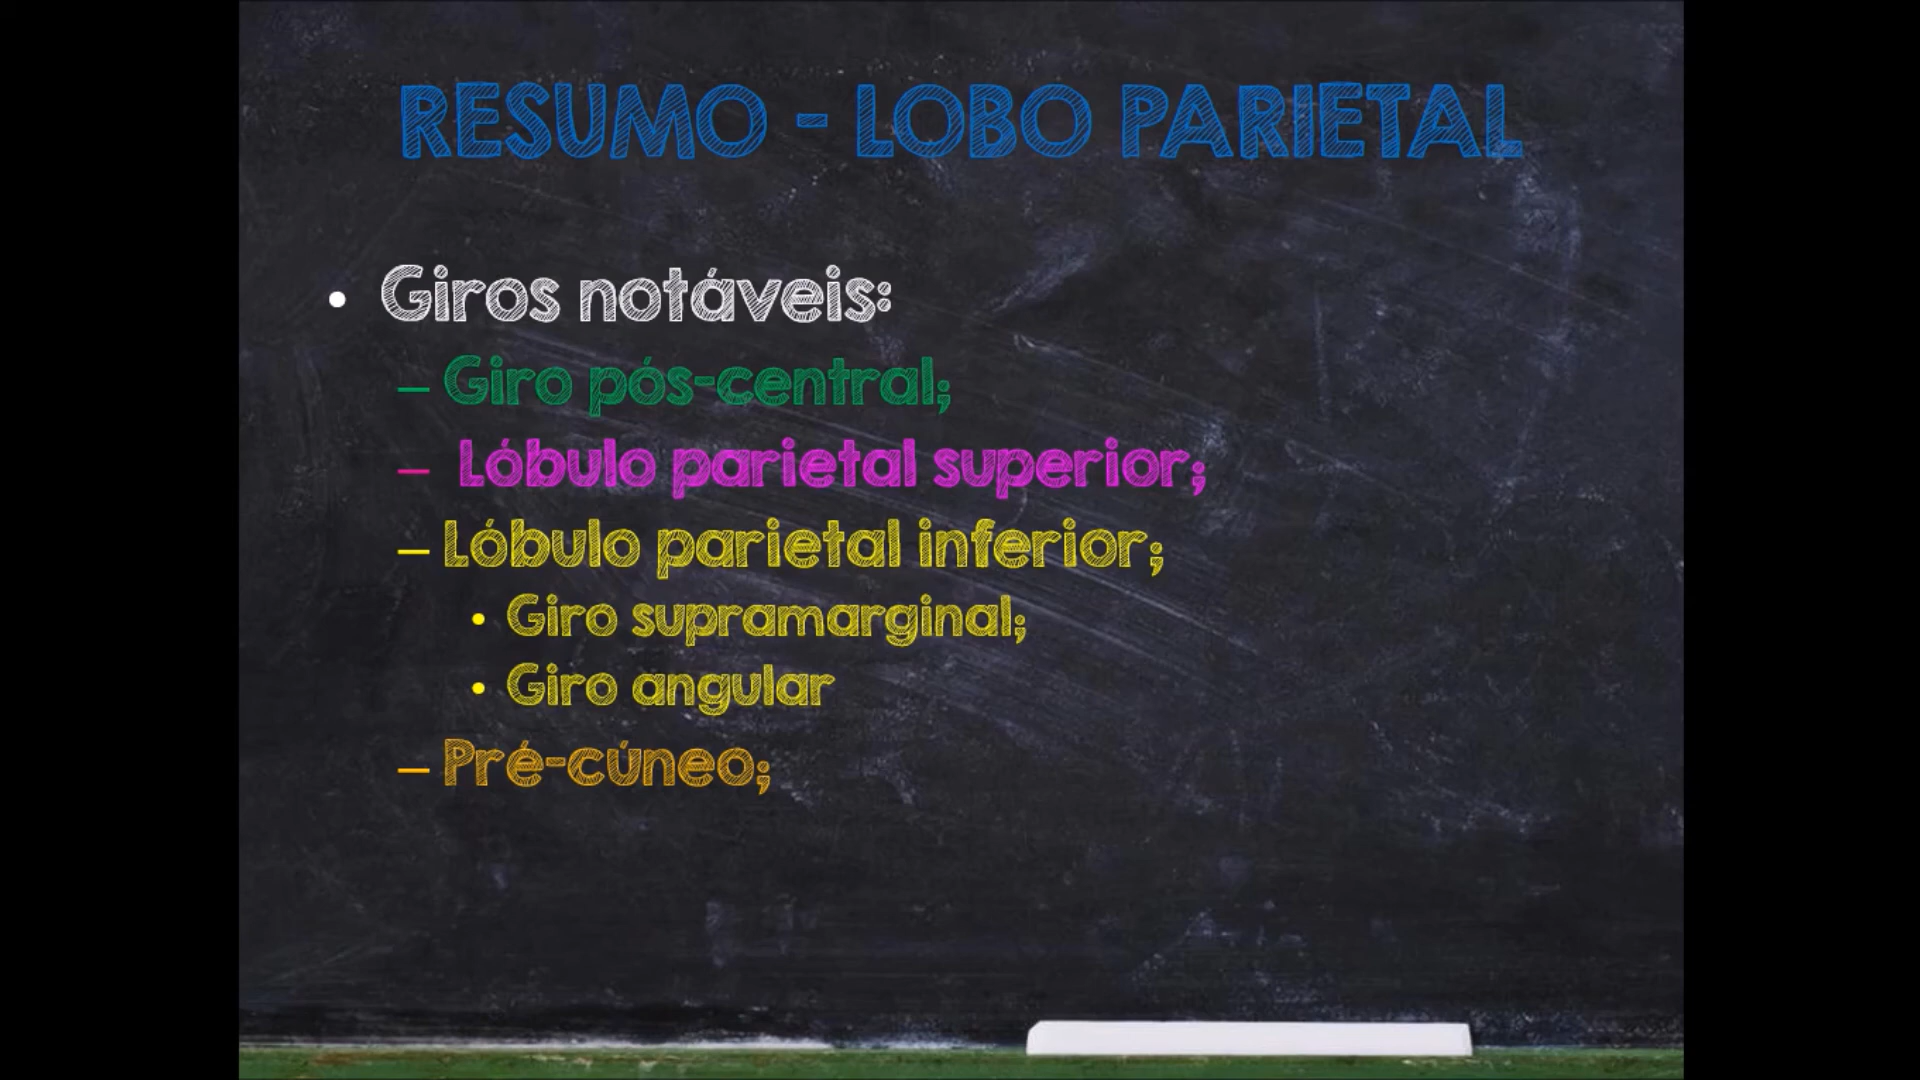 RESUMO - LOBO PARIETAL
• Giros notáveis:
– Giro pós-central;
– Lóbulo parietal superior;
– Lóbulo parietal inferior;
• Giro supramarginal;
• Giro angular
– Pré-cúneo;